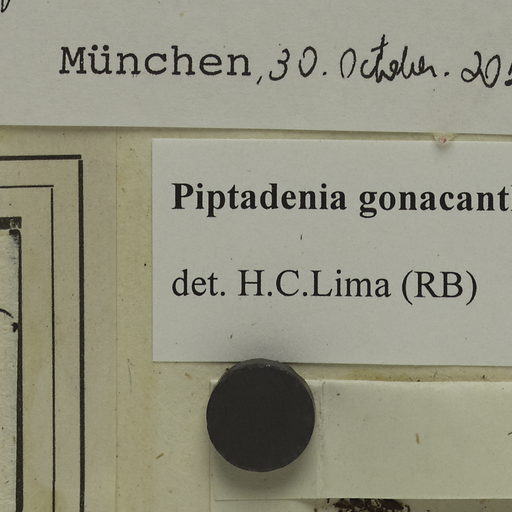 München, 30. October. 20
Piptadenia gonacant
det. H.C.Lima (RB)